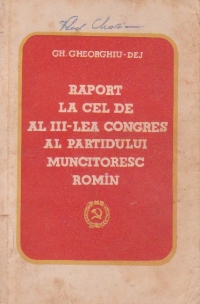 GH. GHEORGHIU-DEJ
RAPORT
LA CEL DE
AL III-LEA CONGRES
AL PARTIDULUI
MUNCITORESC
ROMÎN